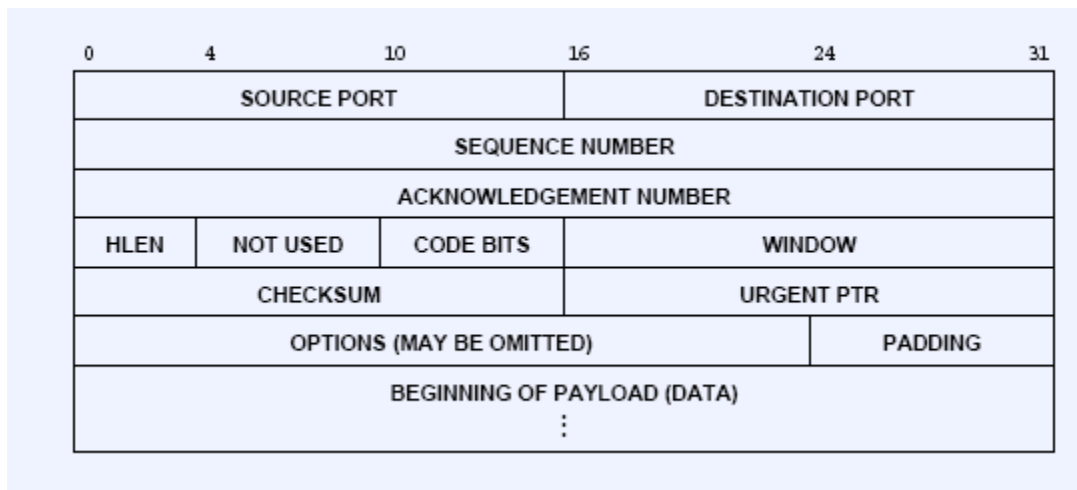 0 4 10 16 24 31
SOURCE PORT DESTINATION PORT
SEQUENCE NUMBER
ACKNOWLEDGEMENT NUMBER
HLEN NOT USED CODE BITS WINDOW
CHECKSUM URGENT PTR
OPTIONS (MAY BE OMITTED) PADDING
BEGINNING OF PAYLOAD (DATA)
⋮